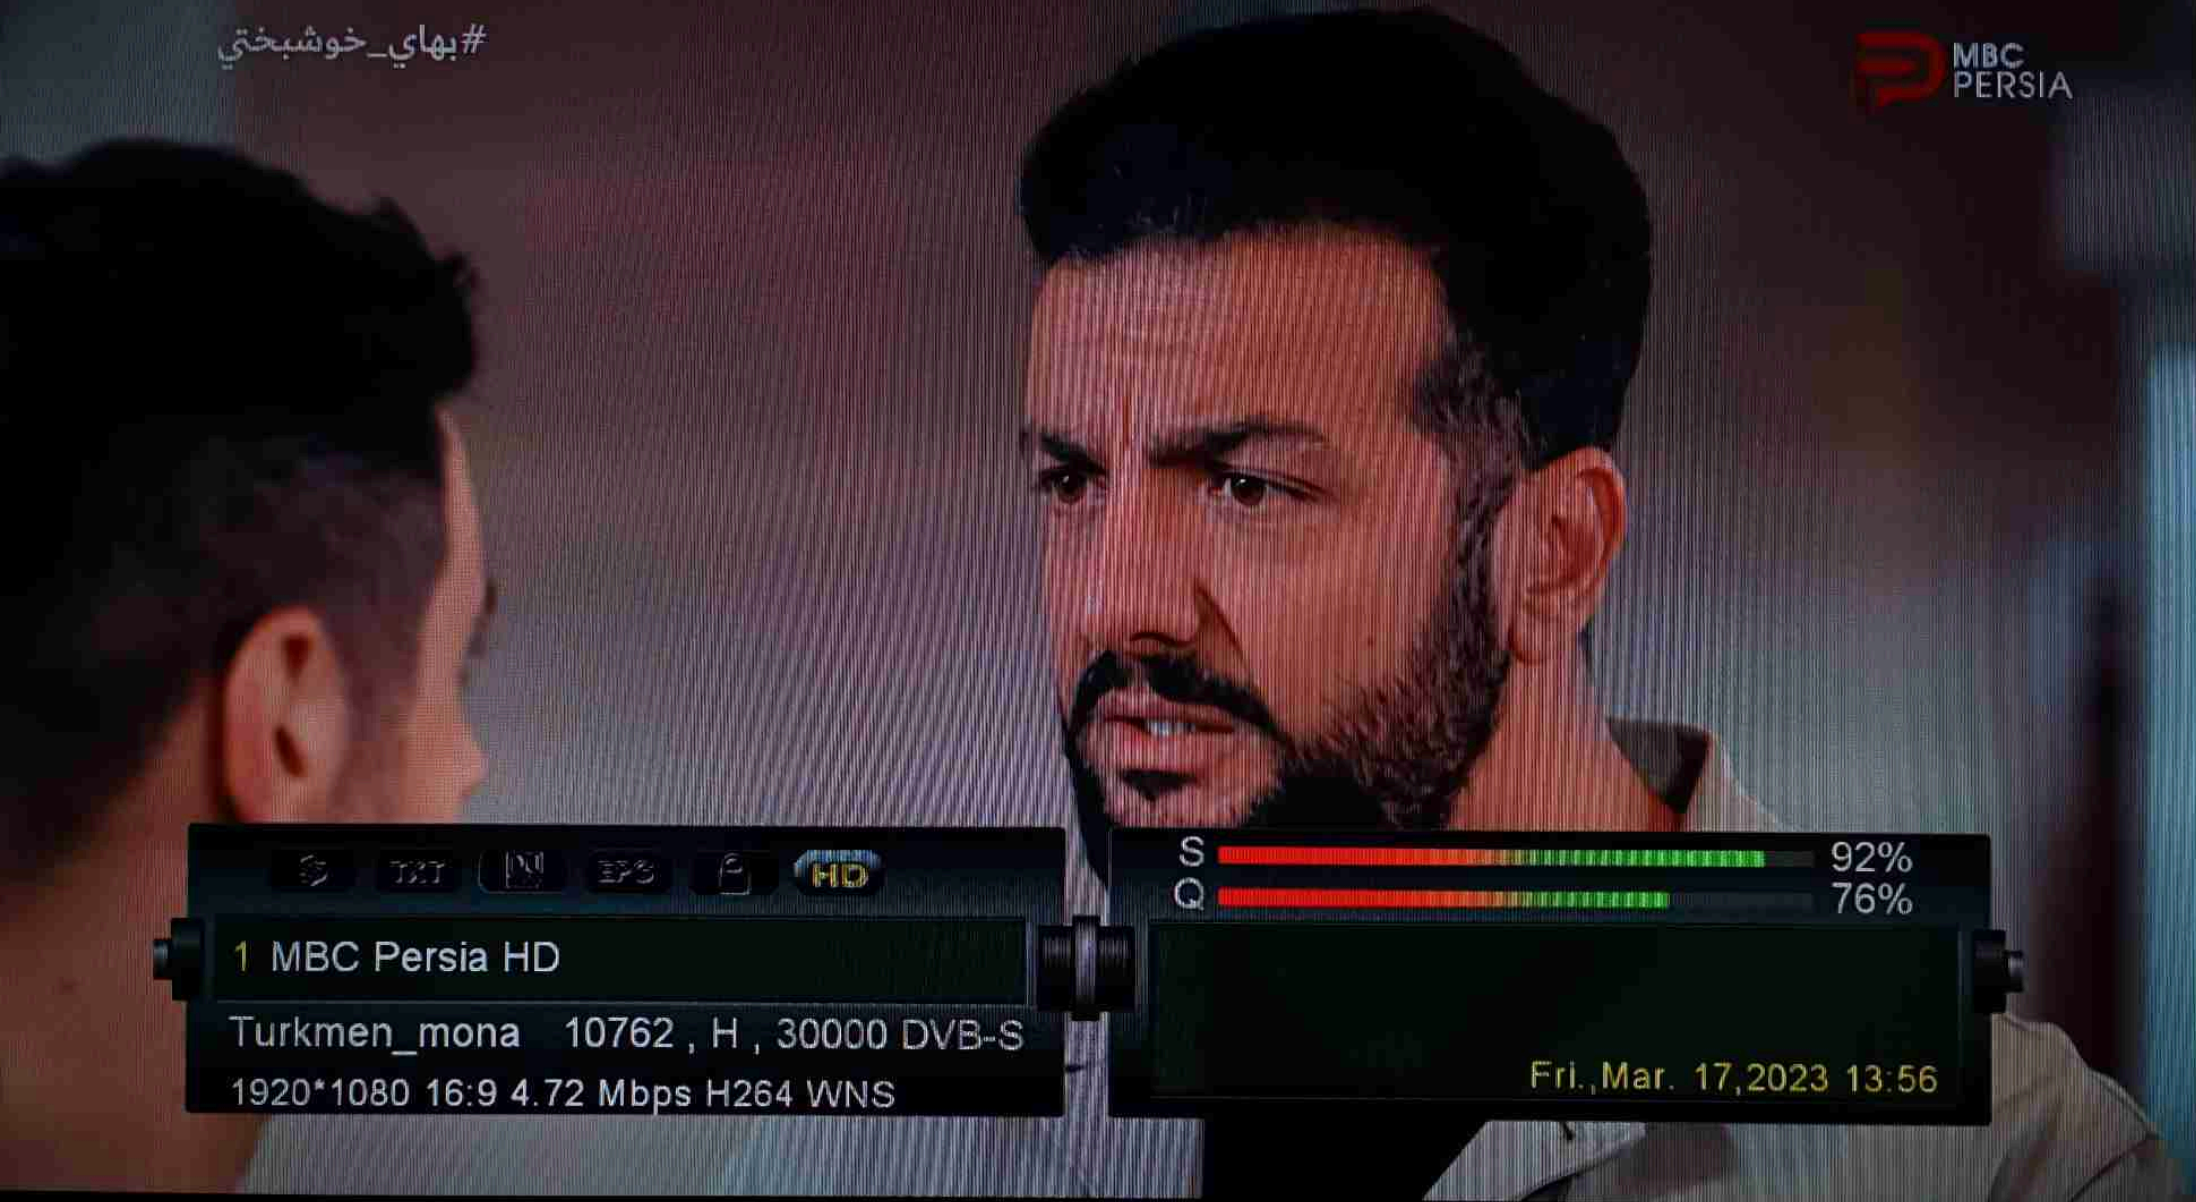 #بهاي_خوشبختي
MBC
PERSIA
TXT
EPG
HD
S 92%
Q 76%
1 MBC Persia HD
Turkmen_mona 10762 , H , 30000 DVB-S
1920*1080 16:9 4.72 Mbps H264 WNS
Fri.,Mar. 17,2023 13:56